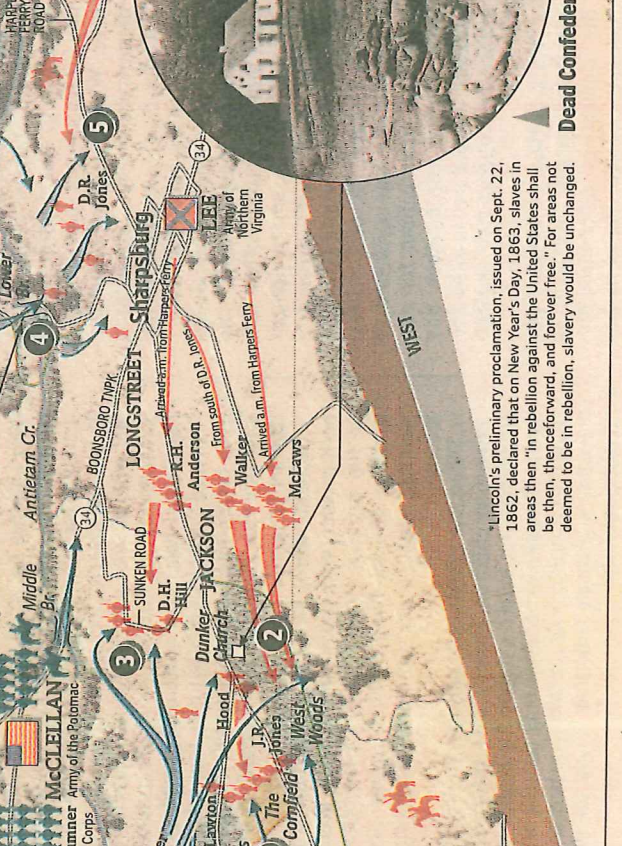 HARP
FERRY
ROAD
5
D.R.
Jones
34
LEE
Army of
Northern
Virginia
Sharpsburg
Lower
Br.
4
LONGSTREET
BOONSBORO TNPK.
Arrived a.m. from Harpers Ferry
From south of D.R. Jones
Arrived a.m. from Harpers Ferry
Antietam Cr.
R.H.
Anderson
Walker
McLaws
34
Middle
Br.
SUNKEN ROAD
JACKSON
D.H.
Hill
Dunker
Church
3
2
McCLELLAN
Army of the Potomac
mner
Corps
Hood
J.R.
Jones
West
Woods
Lawton
The
Cornfield
WEST
Dead Confeder
*Lincoln's preliminary proclamation, issued on Sept. 22,
1862, declared that on New Year's Day, 1863, slaves in
areas then "in rebellion against the United States shall
be then, thenceforward, and forever free." For areas not
deemed to be in rebellion, slavery would be unchanged.